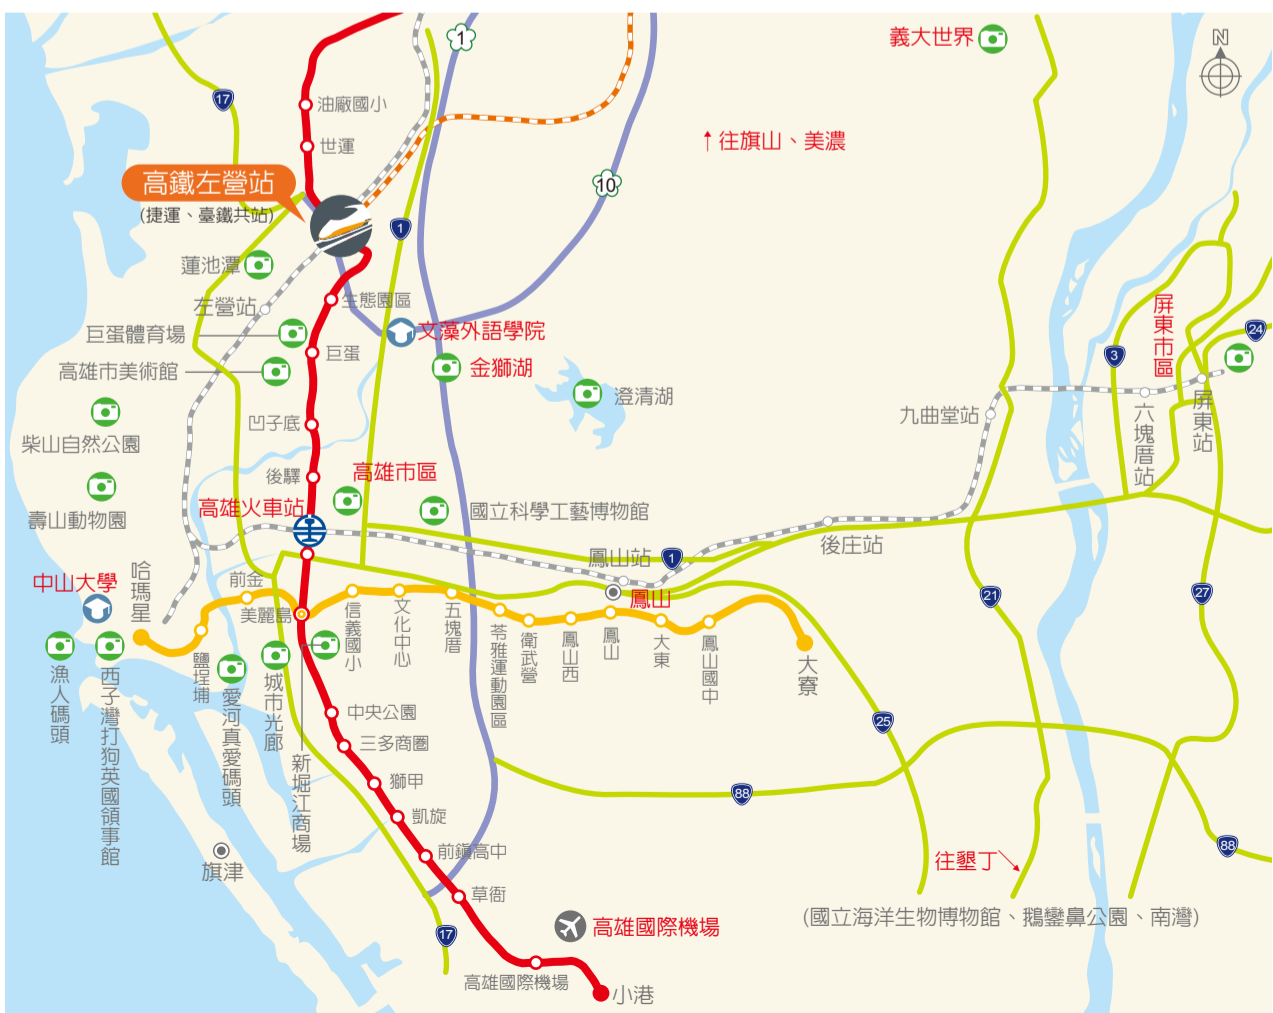 義大世界
N
1
17
油廠國小
世運
↑往旗山、美濃
高鐵左營站
(捷運、臺鐵共站)
10
1
蓮池潭
左營站
生態園區
巨蛋體育場
文藻外語學院
屏東市區
24
3
巨蛋
高雄市美術館
金獅湖
澄清湖
柴山自然公園
凹子底
九曲堂站
六塊厝站
屏東站
後驛
高雄市區
壽山動物園
高雄火車站
國立科學工藝博物館
後庄站
鳳山站
1
中山大學
哈瑪星
前金
美麗島
信義國小
文化中心
五塊厝
苓雅運動園區
衛武營
鳳山西
鳳山
鳳山
大東
鳳山國中
大寮
21
27
漁人碼頭
西子灣打狗英國領事館
鹽埕埔
愛河真愛碼頭
城市光廊
新堀江商場
中央公園
25
三多商圈
獅甲
88
凱旋
前鎮高中
88
旗津
往墾丁
草衙
(國立海洋生物博物館、鵝鑾鼻公園、南灣)
17
高雄國際機場
高雄國際機場
小港